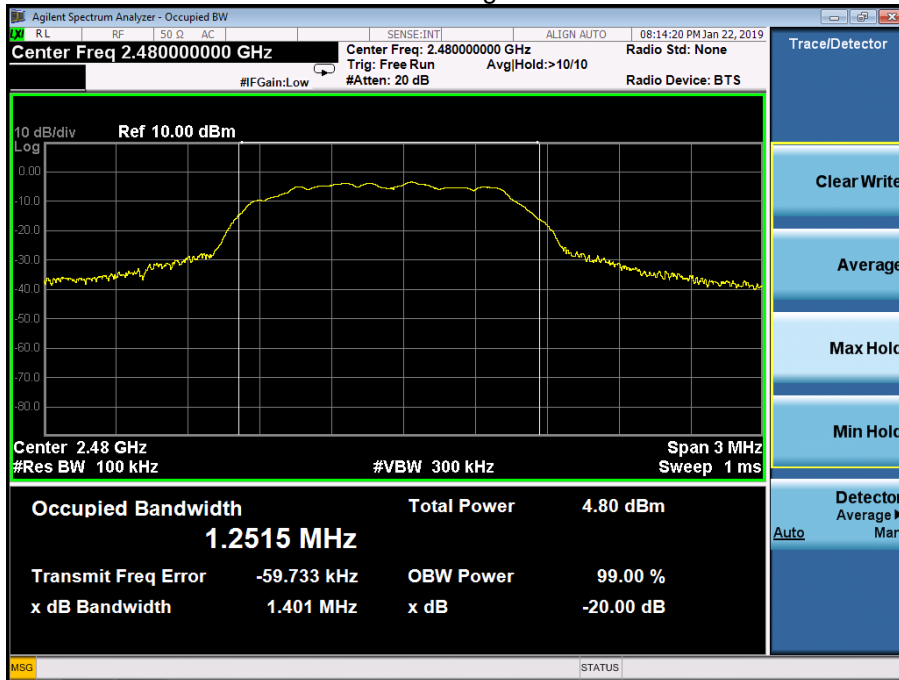 Agilent Spectrum Analyzer - Occupied BW
LXI RL RF 50 Ω AC SENSE:INT ALIGN AUTO 08:14:20 PM Jan 22, 2019
Center Freq 2.480000000 GHz
Center Freq: 2.480000000 GHz Radio Std: None
Trig: Free Run Avg|Hold:>10/10
#IFGain:Low #Atten: 20 dB Radio Device: BTS
Trace/Detector
10 dB/div Ref 10.00 dBm
Log
0.00
-10.0
-20.0
-30.0
-40.0
-50.0
-60.0
-70.0
-80.0
Center 2.48 GHz Span 3 MHz
#Res BW 100 kHz #VBW 300 kHz Sweep 1 ms
Occupied Bandwidth Total Power 4.80 dBm
1.2515 MHz
Transmit Freq Error -59.733 kHz OBW Power 99.00 %
x dB Bandwidth 1.401 MHz x dB -20.00 dB
Clear Write
Average
Max Hold
Min Hold
Detector
Average
Auto Man
MSG STATUS